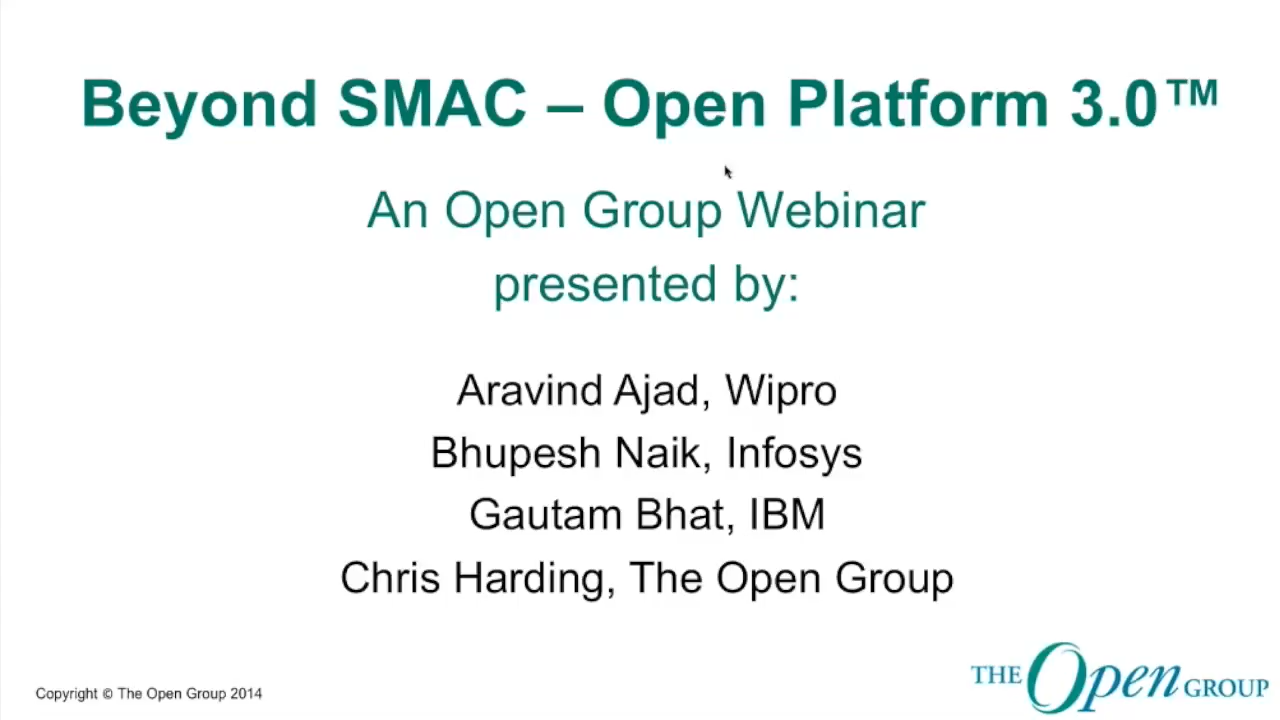 Beyond SMAC – Open Platform 3.0™
An Open Group Webinar
presented by:
Aravind Ajad, Wipro
Bhupesh Naik, Infosys
Gautam Bhat, IBM
Chris Harding, The Open Group
Copyright © The Open Group 2014
THE Open GROUP